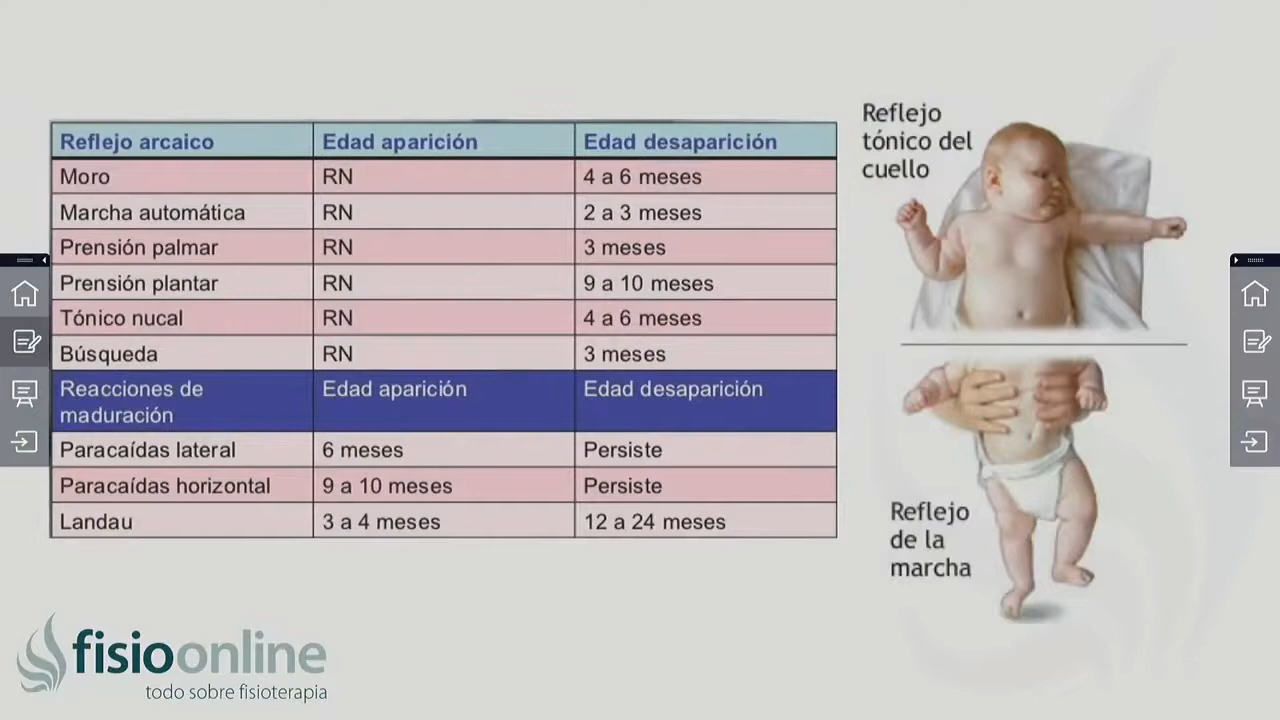 Reflejo arcaico Edad aparición Edad desaparición
Moro RN 4 a 6 meses
Marcha automática RN 2 a 3 meses
Prensión palmar RN 3 meses
Prensión plantar RN 9 a 10 meses
Tónico nucal RN 4 a 6 meses
Búsqueda RN 3 meses
Reacciones de Edad aparición Edad desaparición
maduración
Paracaídas lateral 6 meses Persiste
Paracaídas horizontal 9 a 10 meses Persiste
Landau 3 a 4 meses 12 a 24 meses
Reflejo
tónico del
cuello
Reflejo
de la
marcha
fisioonline
todo sobre fisioterapia